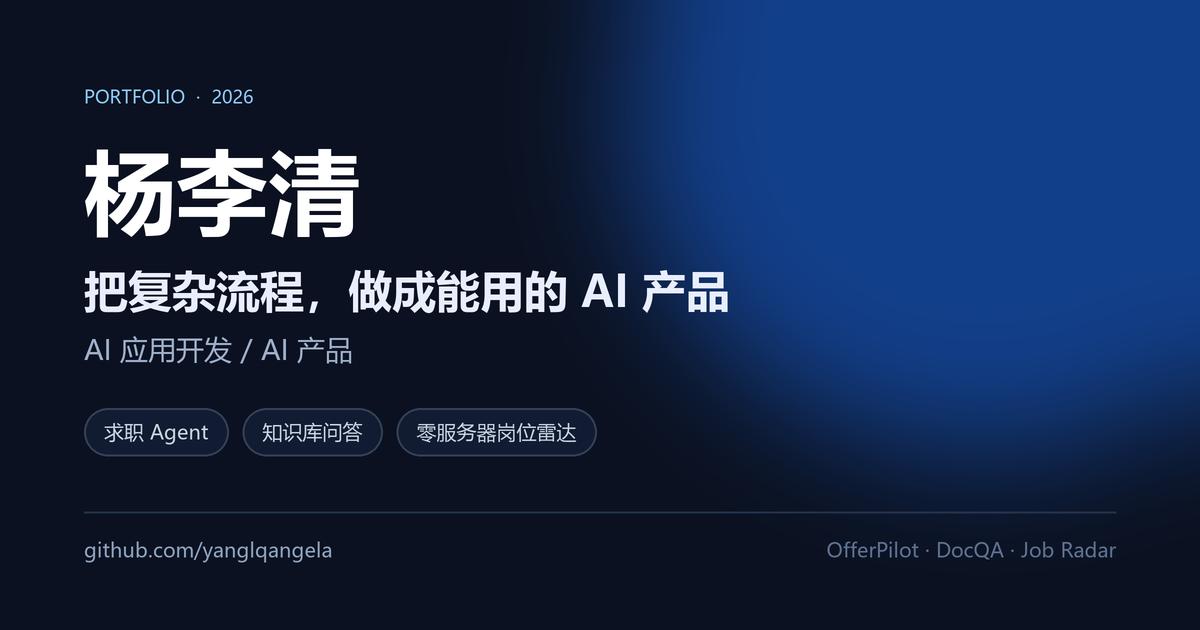 PORTFOLIO · 2026
杨李清
把复杂流程，做成能用的 AI 产品
AI 应用开发 / AI 产品
求职 Agent 知识库问答 零服务器岗位雷达
github.com/yanglqangela OfferPilot · DocQA · Job Radar